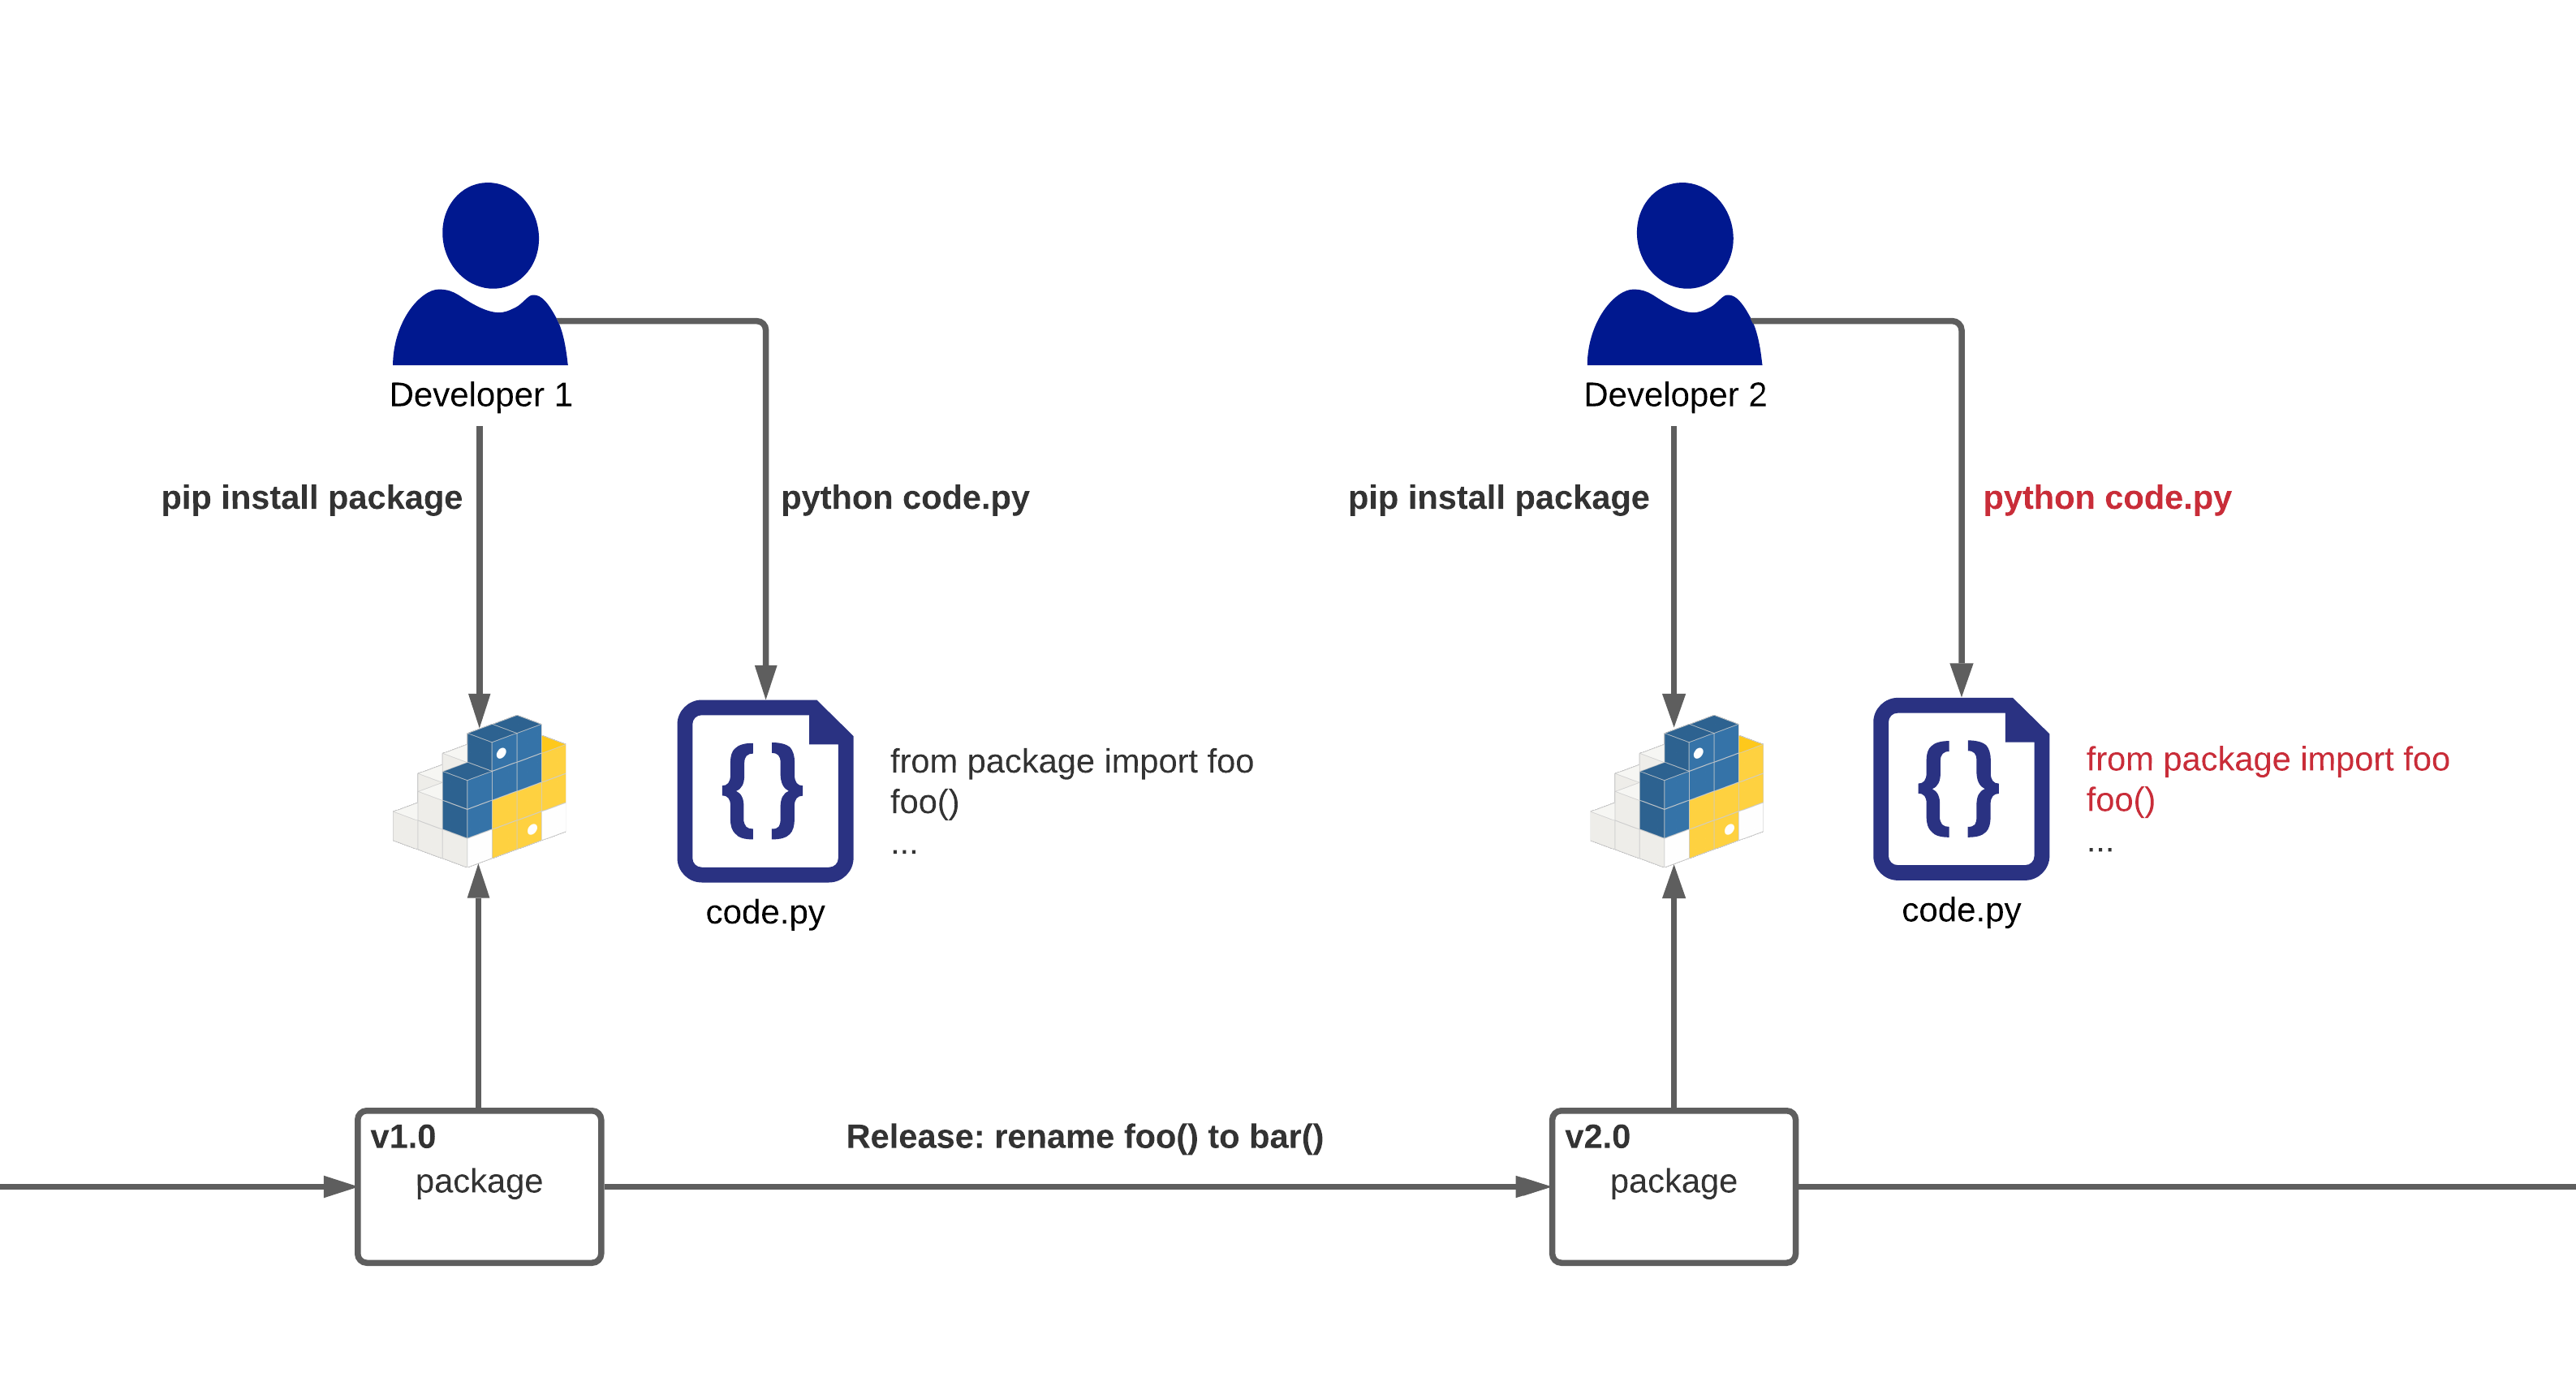 Developer 1
pip install package
python code.py
from package import foo
foo()
...
code.py
Developer 2
pip install package
python code.py
from package import foo
foo()
...
code.py
v1.0
package
Release: rename foo() to bar()
v2.0
package